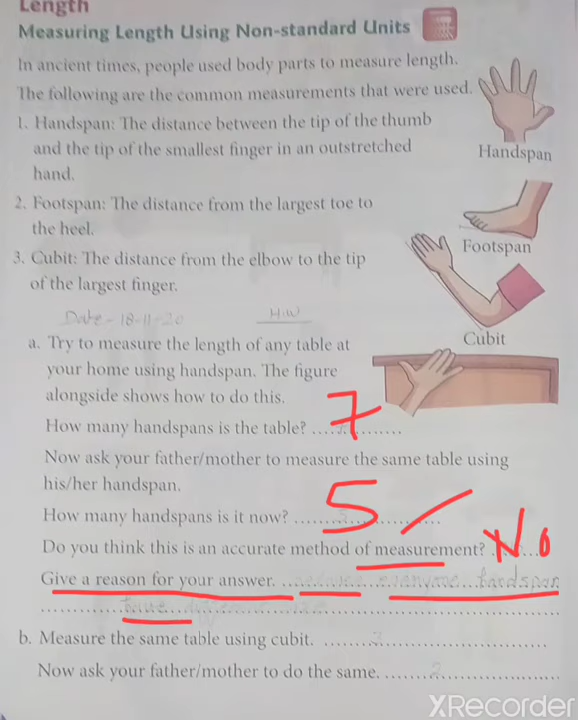 Length
Measuring Length Using Non-standard Units
In ancient times, people used body parts to measure length.
The following are the common measurements that were used.
1. Handspan: The distance between the tip of the thumb
and the tip of the smallest finger in an outstretched
hand.
Handspan
2. Footspan: The distance from the largest toe to
the heel.
Footspan
3. Cubit: The distance from the elbow to the tip
of the largest finger.
Cubit
Date - 18-11-20 H.W
a. Try to measure the length of any table at
your home using handspan. The figure
alongside shows how to do this.
How many handspans is the table? 7
Now ask your father/mother to measure the same table using
his/her handspan.
How many handspans is it now? 5
Do you think this is an accurate method of measurement? No
Give a reason for your answer. handspan
have
b. Measure the same table using cubit. 3
Now ask your father/mother to do the same. 2
XRecorder